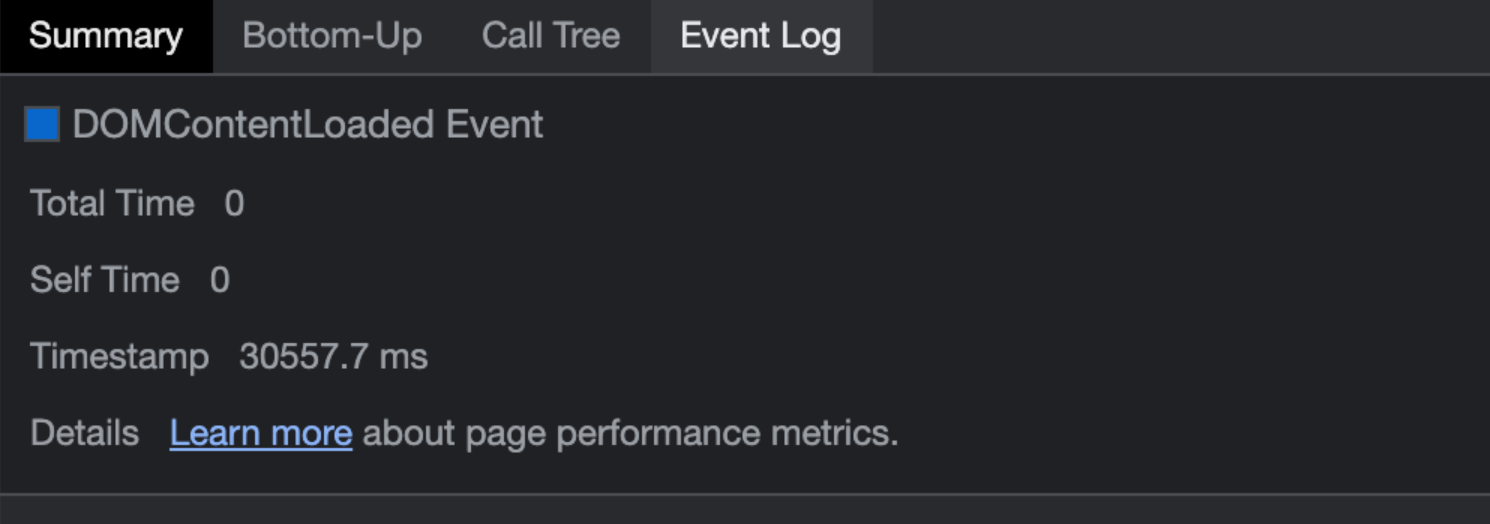 Summary Bottom-Up Call Tree Event Log
DOMContentLoaded Event
Total Time 0
Self Time 0
Timestamp 30557.7 ms
Details Learn more about page performance metrics.